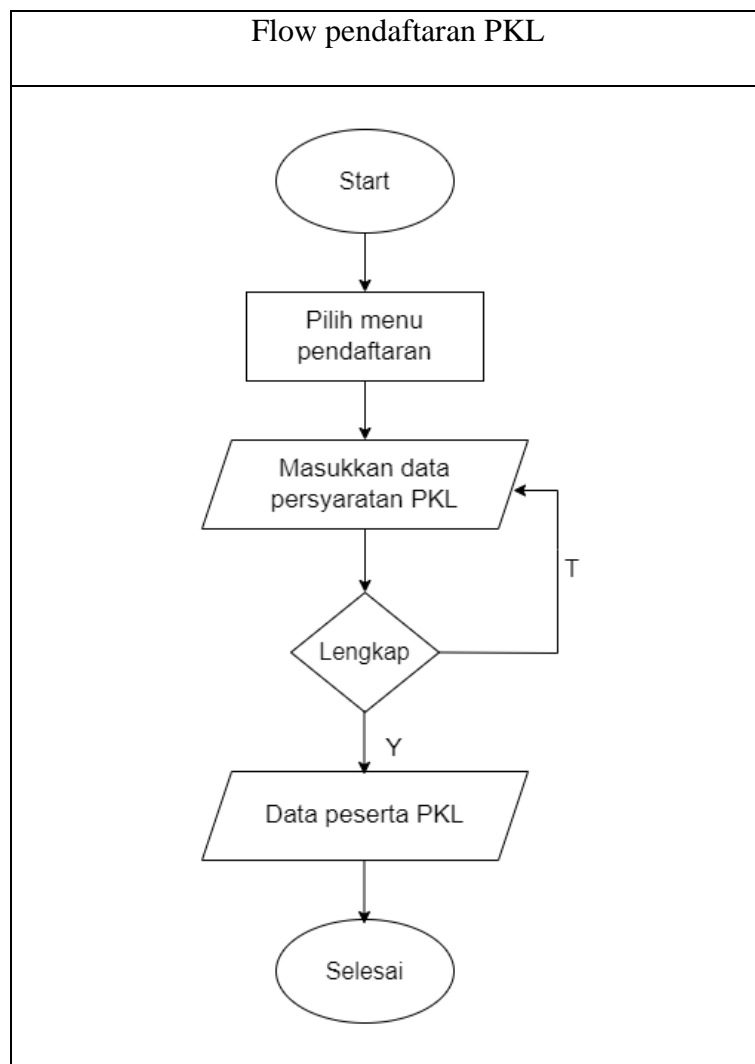 Flow pendaftaran PKL
Start
Pilih menu
pendaftaran
Masukkan data
persyaratan PKL
T
Lengkap
Y
Data peserta PKL
Selesai